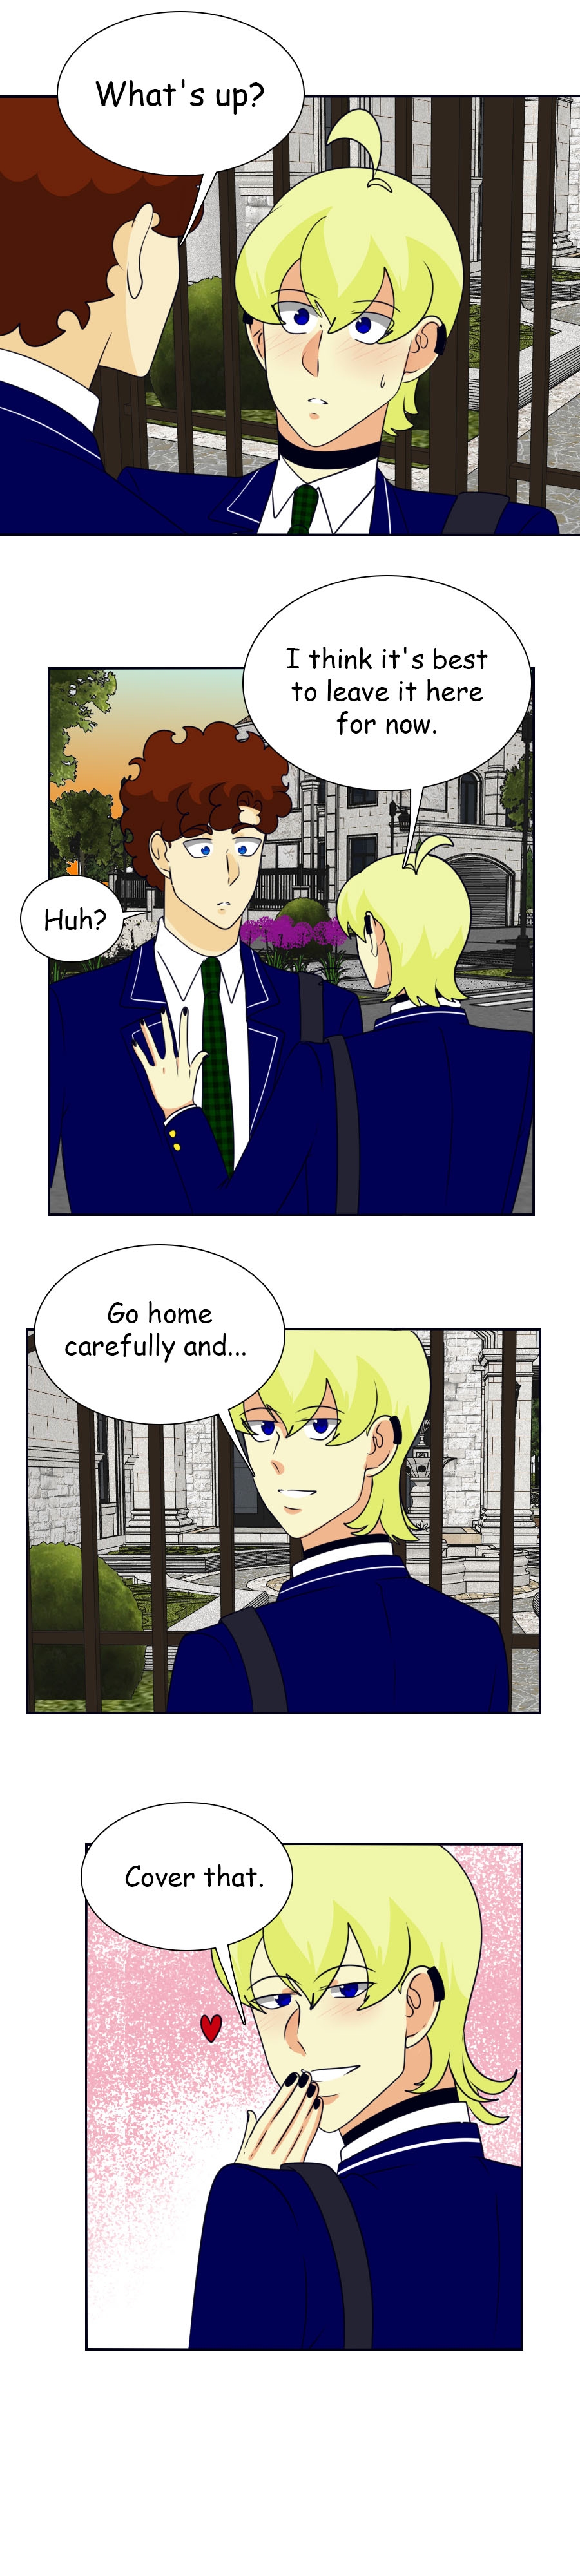 What's up?
I think it's best
to leave it here
for now.
Huh?
Go home
carefully and...
Cover that.